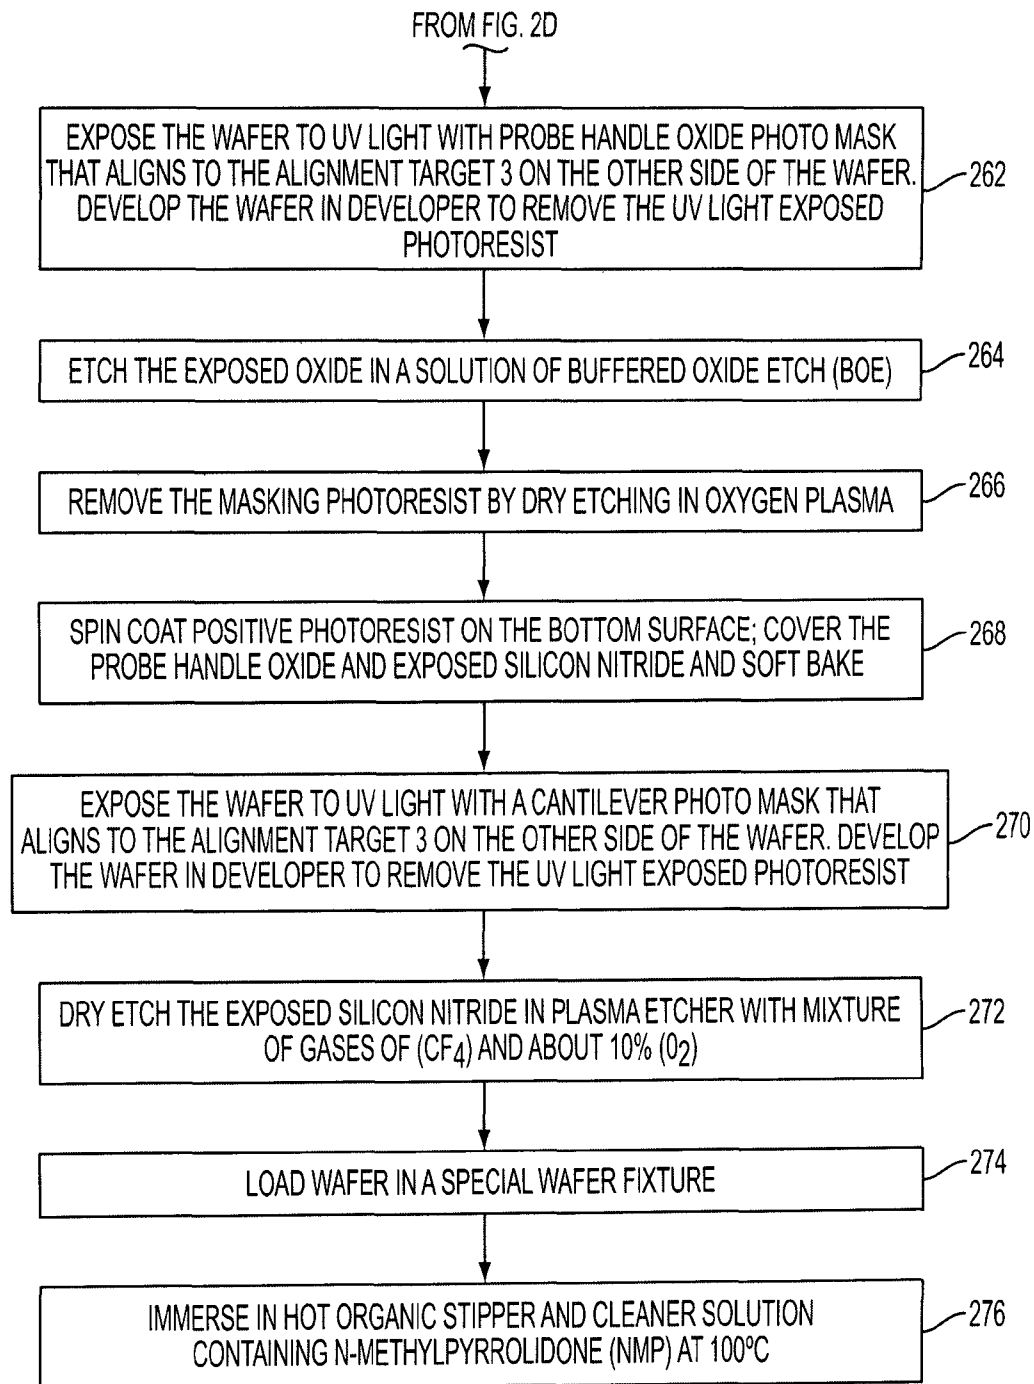 FROM FIG. 2D
EXPOSE THE WAFER TO UV LIGHT WITH PROBE HANDLE OXIDE PHOTO MASK
THAT ALIGNS TO THE ALIGNMENT TARGET 3 ON THE OTHER SIDE OF THE WAFER.
DEVELOP THE WAFER IN DEVELOPER TO REMOVE THE UV LIGHT EXPOSED
PHOTORESIST
262
ETCH THE EXPOSED OXIDE IN A SOLUTION OF BUFFERED OXIDE ETCH (BOE)
264
REMOVE THE MASKING PHOTORESIST BY DRY ETCHING IN OXYGEN PLASMA
266
SPIN COAT POSITIVE PHOTORESIST ON THE BOTTOM SURFACE; COVER THE
PROBE HANDLE OXIDE AND EXPOSED SILICON NITRIDE AND SOFT BAKE
268
EXPOSE THE WAFER TO UV LIGHT WITH A CANTILEVER PHOTO MASK THAT
ALIGNS TO THE ALIGNMENT TARGET 3 ON THE OTHER SIDE OF THE WAFER. DEVELOP
THE WAFER IN DEVELOPER TO REMOVE THE UV LIGHT EXPOSED PHOTORESIST
270
DRY ETCH THE EXPOSED SILICON NITRIDE IN PLASMA ETCHER WITH MIXTURE
OF GASES OF (CF4) AND ABOUT 10% (02)
272
LOAD WAFER IN A SPECIAL WAFER FIXTURE
274
IMMERSE IN HOT ORGANIC STIPPER AND CLEANER SOLUTION
CONTAINING N-METHYLPYRROLIDONE (NMP) AT 100ºC
276